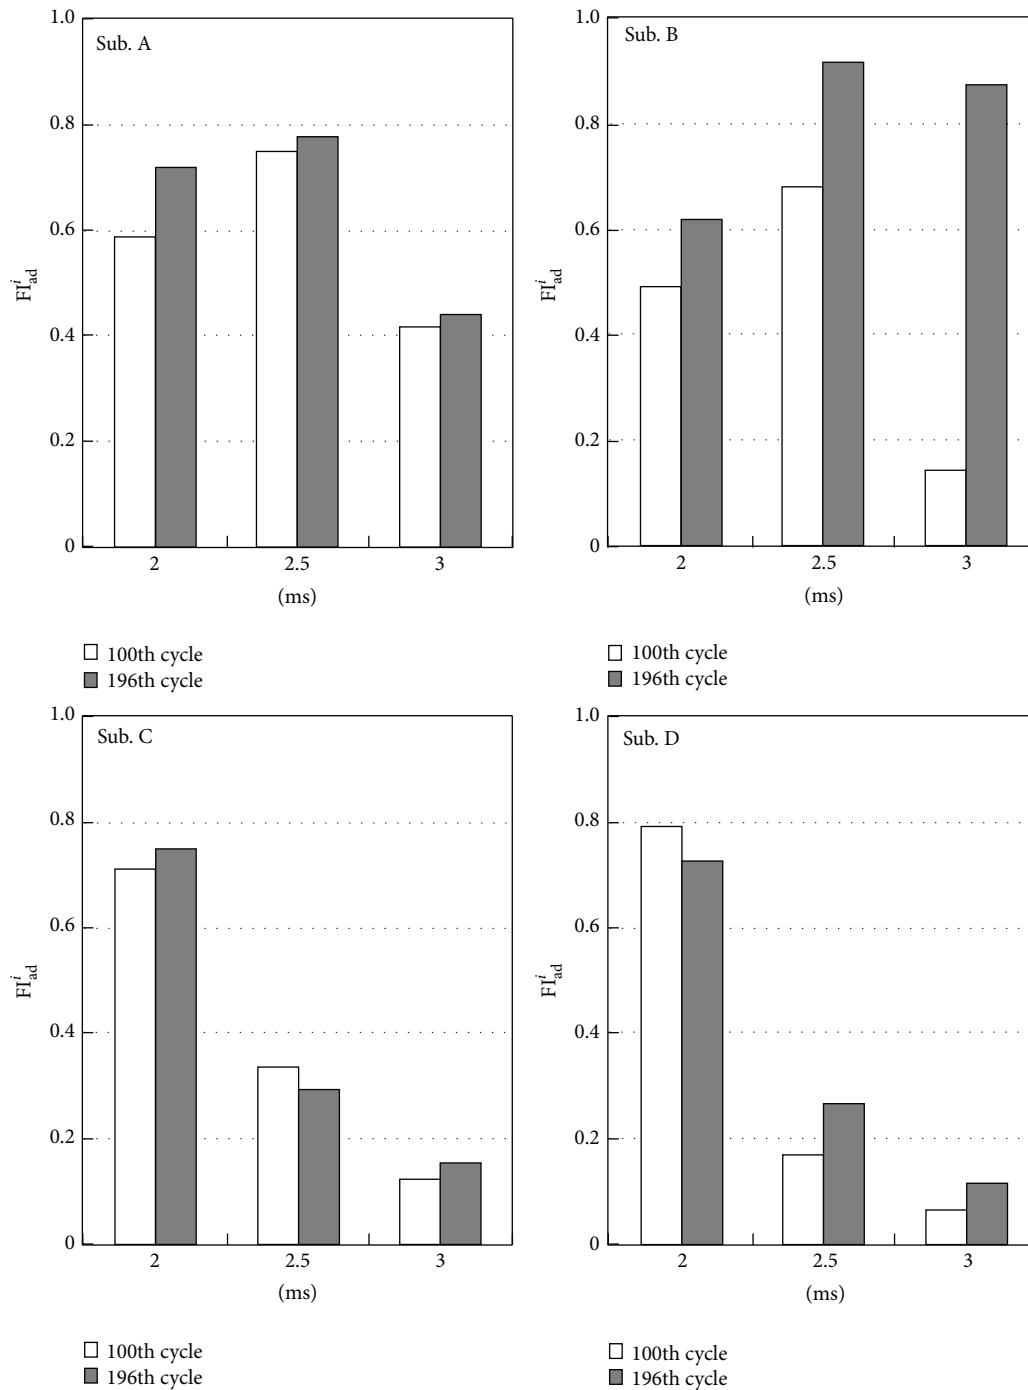 Sub. A
1.0
0.8
0.6
0.4
0.2
0
FI^i_ad
2 2.5 3
(ms)
100th cycle
196th cycle
Sub. B
1.0
0.8
0.6
0.4
0.2
0
FI^i_ad
2 2.5 3
(ms)
100th cycle
196th cycle
Sub. C
1.0
0.8
0.6
0.4
0.2
0
FI^i_ad
2 2.5 3
(ms)
100th cycle
196th cycle
Sub. D
1.0
0.8
0.6
0.4
0.2
0
FI^i_ad
2 2.5 3
(ms)
100th cycle
196th cycle